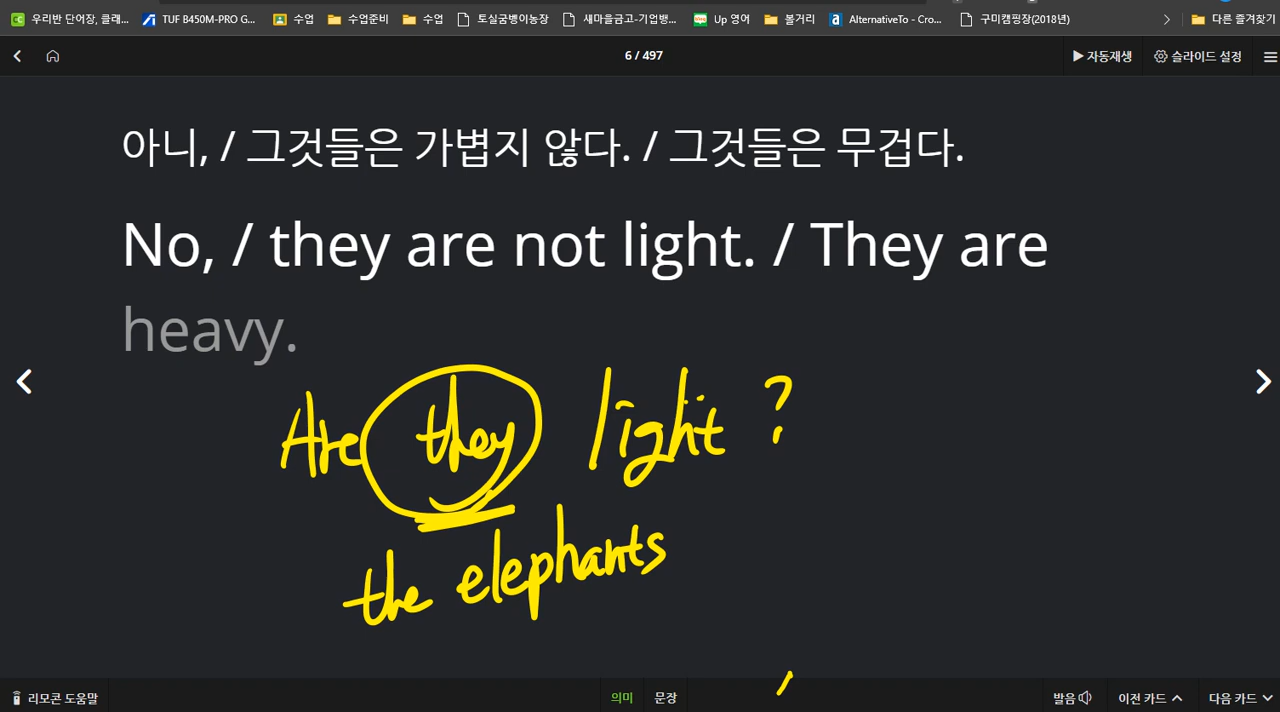 우리반 단어장, 클래... TUF B450M-PRO G... 수업 수업준비 수업 토실굼벵이농장 새마을금고-기업뱅... Up 영어 볼거리 AlternativeTo - Cro... 구미캠핑장(2018년) 다른 즐겨찾기
6 / 497 ▶자동재생 슬라이드 설정
아니, / 그것들은 가볍지 않다. / 그것들은 무겁다.
No, / they are not light. / They are
heavy.
Are they light ?
the elephants
리모콘 도움말 의미 문장 발음 이전 카드 다음 카드